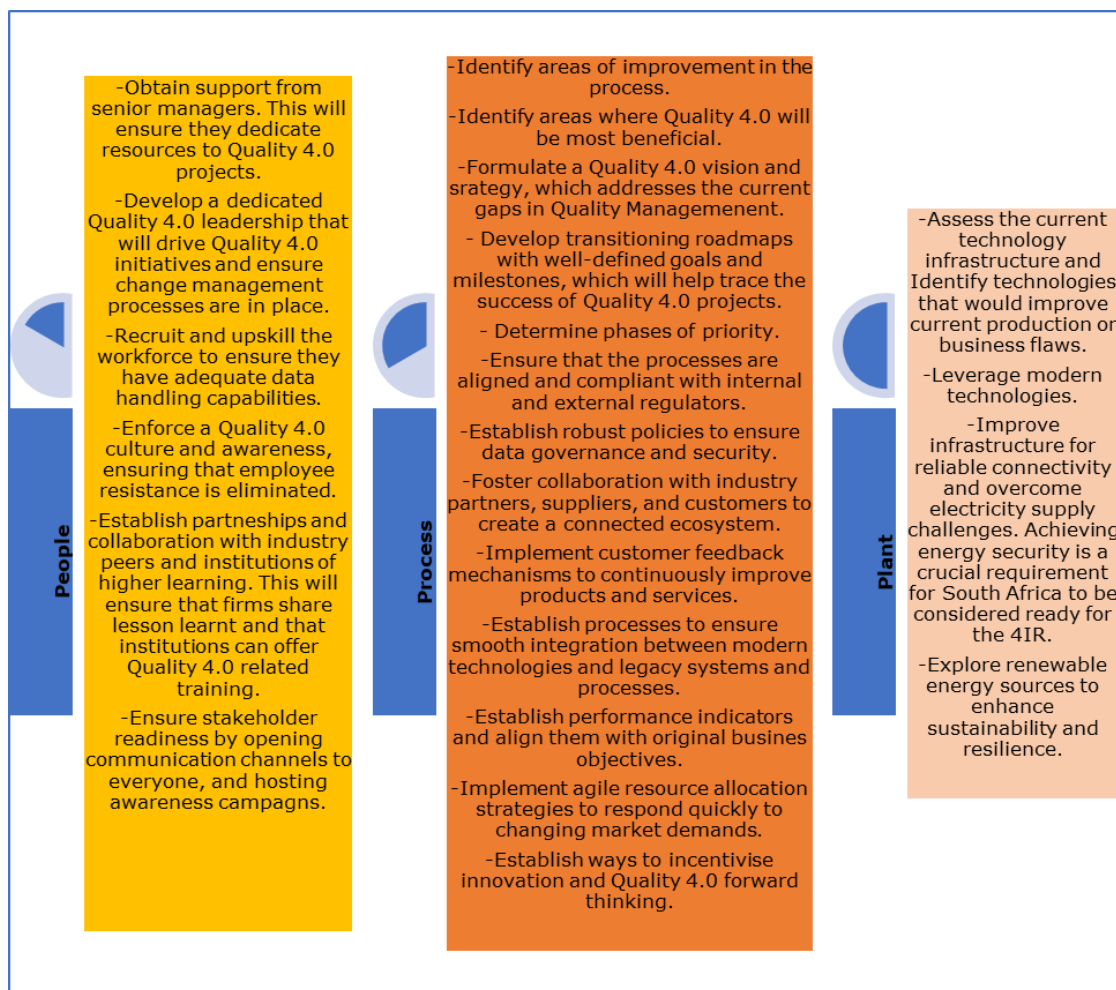 People
-Obtain support from
senior managers. This will
ensure they dedicate
resources to Quality 4.0
projects.
-Develop a dedicated
Quality 4.0 leadership that
will drive Quality 4.0
initiatives and ensure
change management
processes are in place.
-Recruit and upskill the
workforce to ensure they
have adequate data
handling capabilities.
-Enforce a Quality 4.0
culture and awareness,
ensuring that employee
resistance is eliminated.
-Establish partneships and
collaboration with industry
peers and institutions of
higher learning. This will
ensure that firms share
lesson learnt and that
institutions can offer
Quality 4.0 related
training.
-Ensure stakeholder
readiness by opening
communication channels to
everyone, and hosting
awareness campagns.
Process
-Identify areas of improvement in the
process.
-Identify areas where Quality 4.0 will
be most beneficial.
-Formulate a Quality 4.0 vision and
srategy, which addresses the current
gaps in Quality Managemenent.
- Develop transitioning roadmaps
with well-defined goals and
milestones, which will help trace the
success of Quality 4.0 projects.
- Determine phases of priority.
-Ensure that the processes are
aligned and compliant with internal
and external regulators.
-Establish robust policies to ensure
data governance and security.
-Foster collaboration with industry
partners, suppliers, and customers to
create a connected ecosystem.
-Implement customer feedback
mechanisms to continuously improve
products and services.
-Establish processes to ensure
smooth integration between modern
technologies and legacy systems and
processes.
-Establish performance indicators
and align them with original busines
objectives.
-Implement agile resource allocation
strategies to respond quickly to
changing market demands.
-Establish ways to incentivise
innovation and Quality 4.0 forward
thinking.
Plant
-Assess the current
technology
infrastructure and
Identify technologies
that would improve
current production or
business flaws.
-Leverage modern
technologies.
-Improve
infrastructure for
reliable connectivity
and overcome
electricity supply
challenges. Achieving
energy security is a
crucial requirement
for South Africa to be
considered ready for
the 4IR.
-Explore renewable
energy sources to
enhance
sustainability and
resilience.